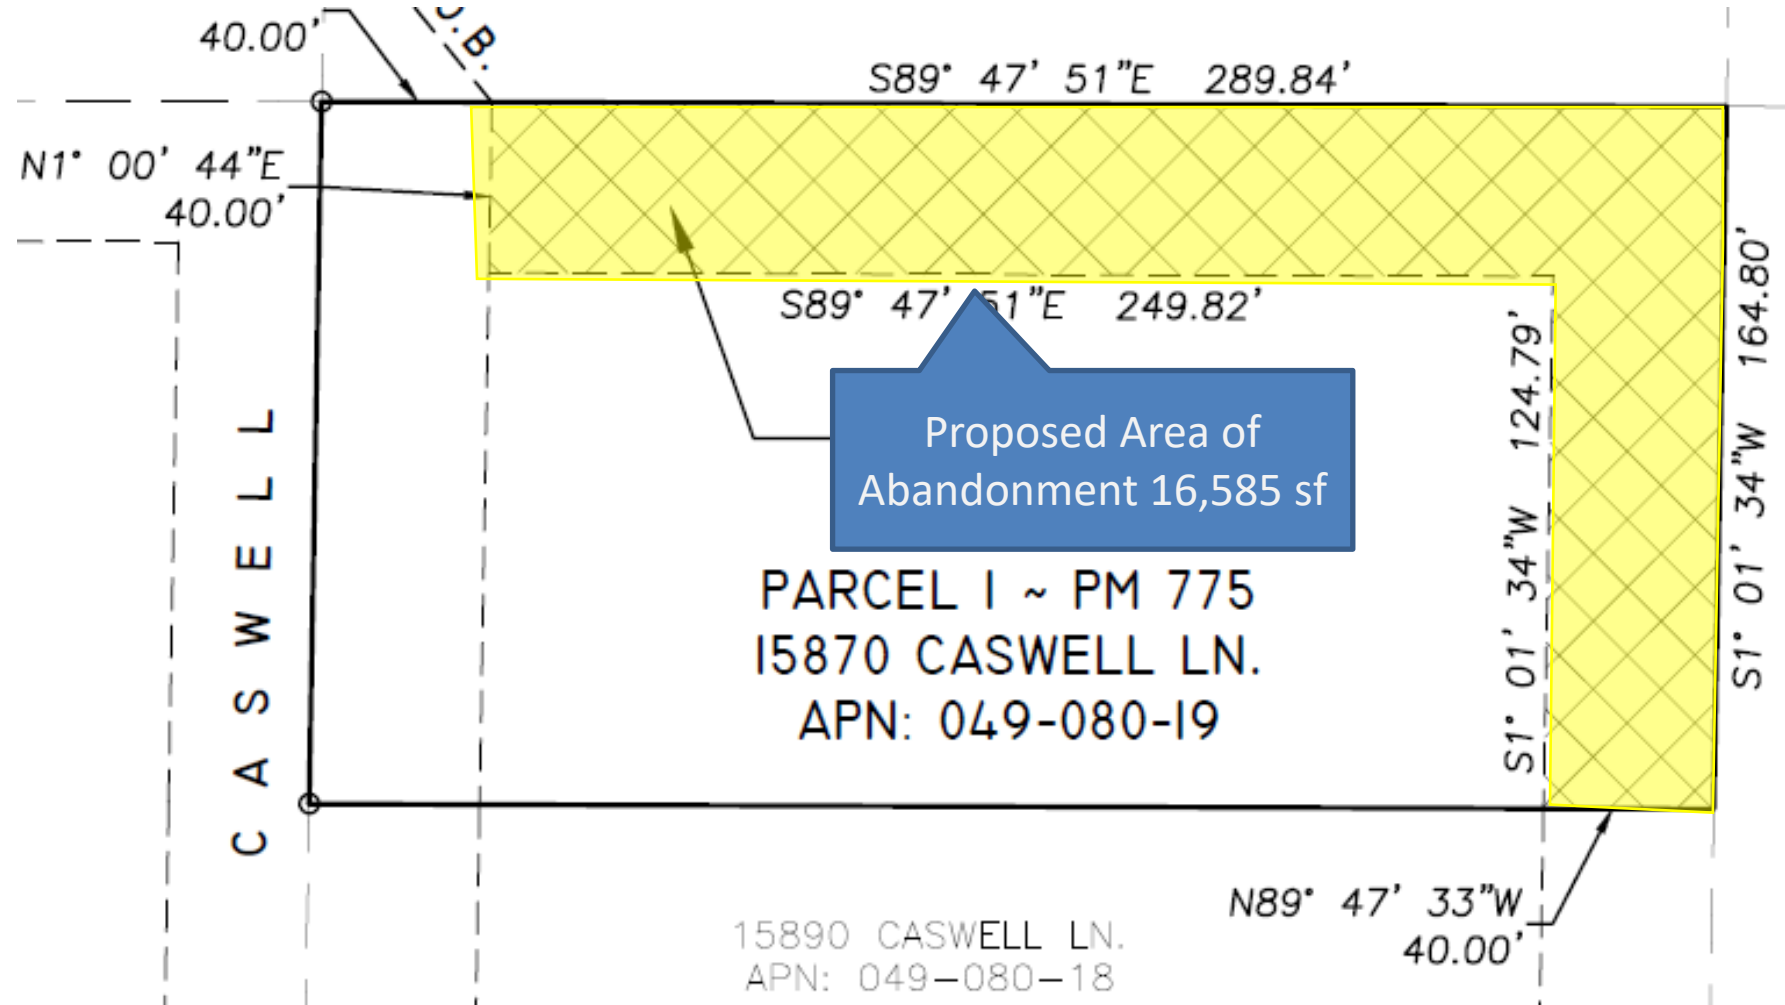 40.00'
O.B.
S89° 47' 51"E 289.84'
N1° 00' 44"E
40.00'
S89° 47' 51"E 249.82'
164.80'
S1° 01' 34"W
124.79'
S1° 01' 34"W
Proposed Area of
Abandonment 16,585 sf
CASWELL
PARCEL 1 ~ PM 775
15870 CASWELL LN.
APN: 049-080-19
N89° 47' 33"W
40.00'
15890 CASWELL LN.
APN: 049-080-18